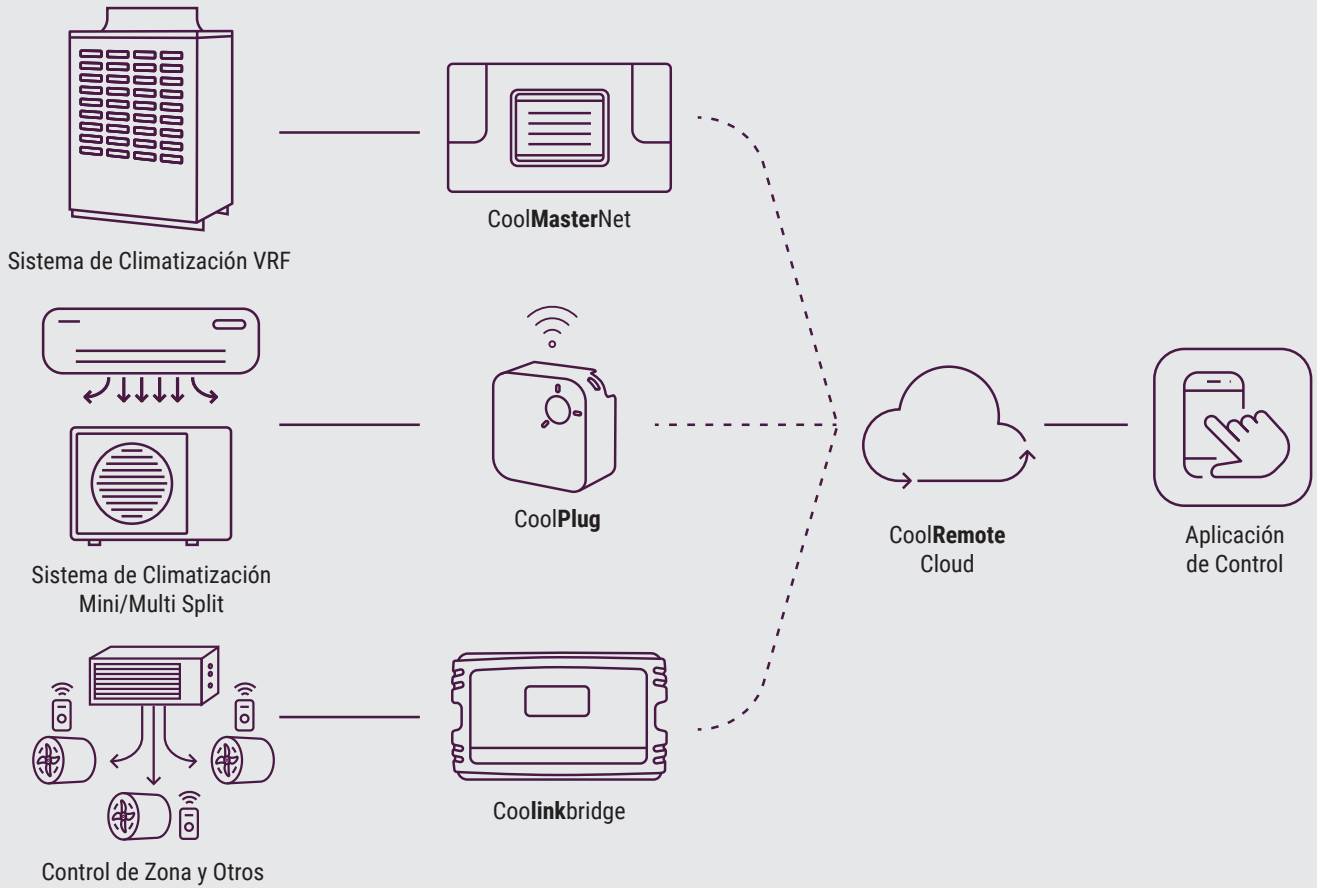 Sistema de Climatización VRF
CoolMasterNet
Sistema de Climatización
Mini/Multi Split
CoolPlug
Control de Zona y Otros
Coolinkbridge
CoolRemote
Cloud
Aplicación
de Control